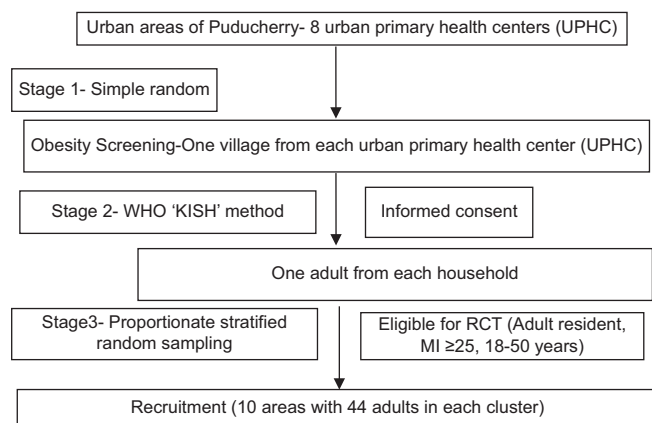 Urban areas of Puducherry- 8 urban primary health centers (UPHC)
Stage 1- Simple random
Obesity Screening-One village from each urban primary health center (UPHC)
Stage 2- WHO ‘KISH’ method
Informed consent
One adult from each household
Stage3- Proportionate stratified
random sampling
Eligible for RCT (Adult resident,
MI ≥25, 18-50 years)
Recruitment (10 areas with 44 adults in each cluster)